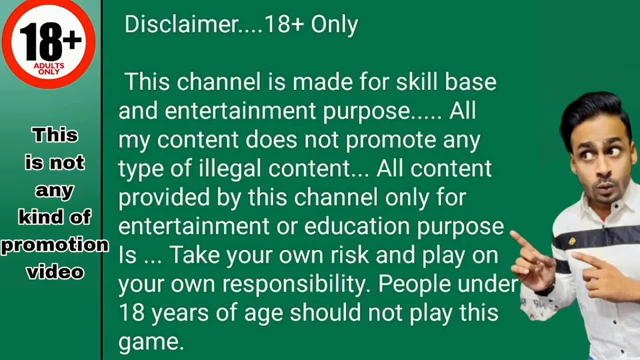 18+
ADULTS
ONLY
This
is not
any
kind of
promotion
video
Disclaimer....18+ Only
This channel is made for skill base
and entertainment purpose..... All
my content does not promote any
type of illegal content... All content
provided by this channel only for
entertainment or education purpose
Is ... Take your own risk and play on
your own responsibility. People under
18 years of age should not play this
game.